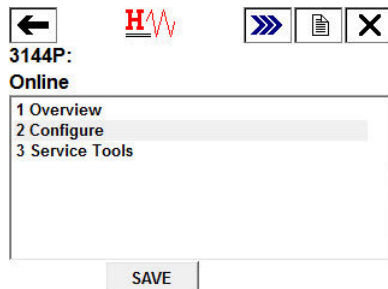 H
3144P:
Online
1 Overview
2 Configure
3 Service Tools
SAVE